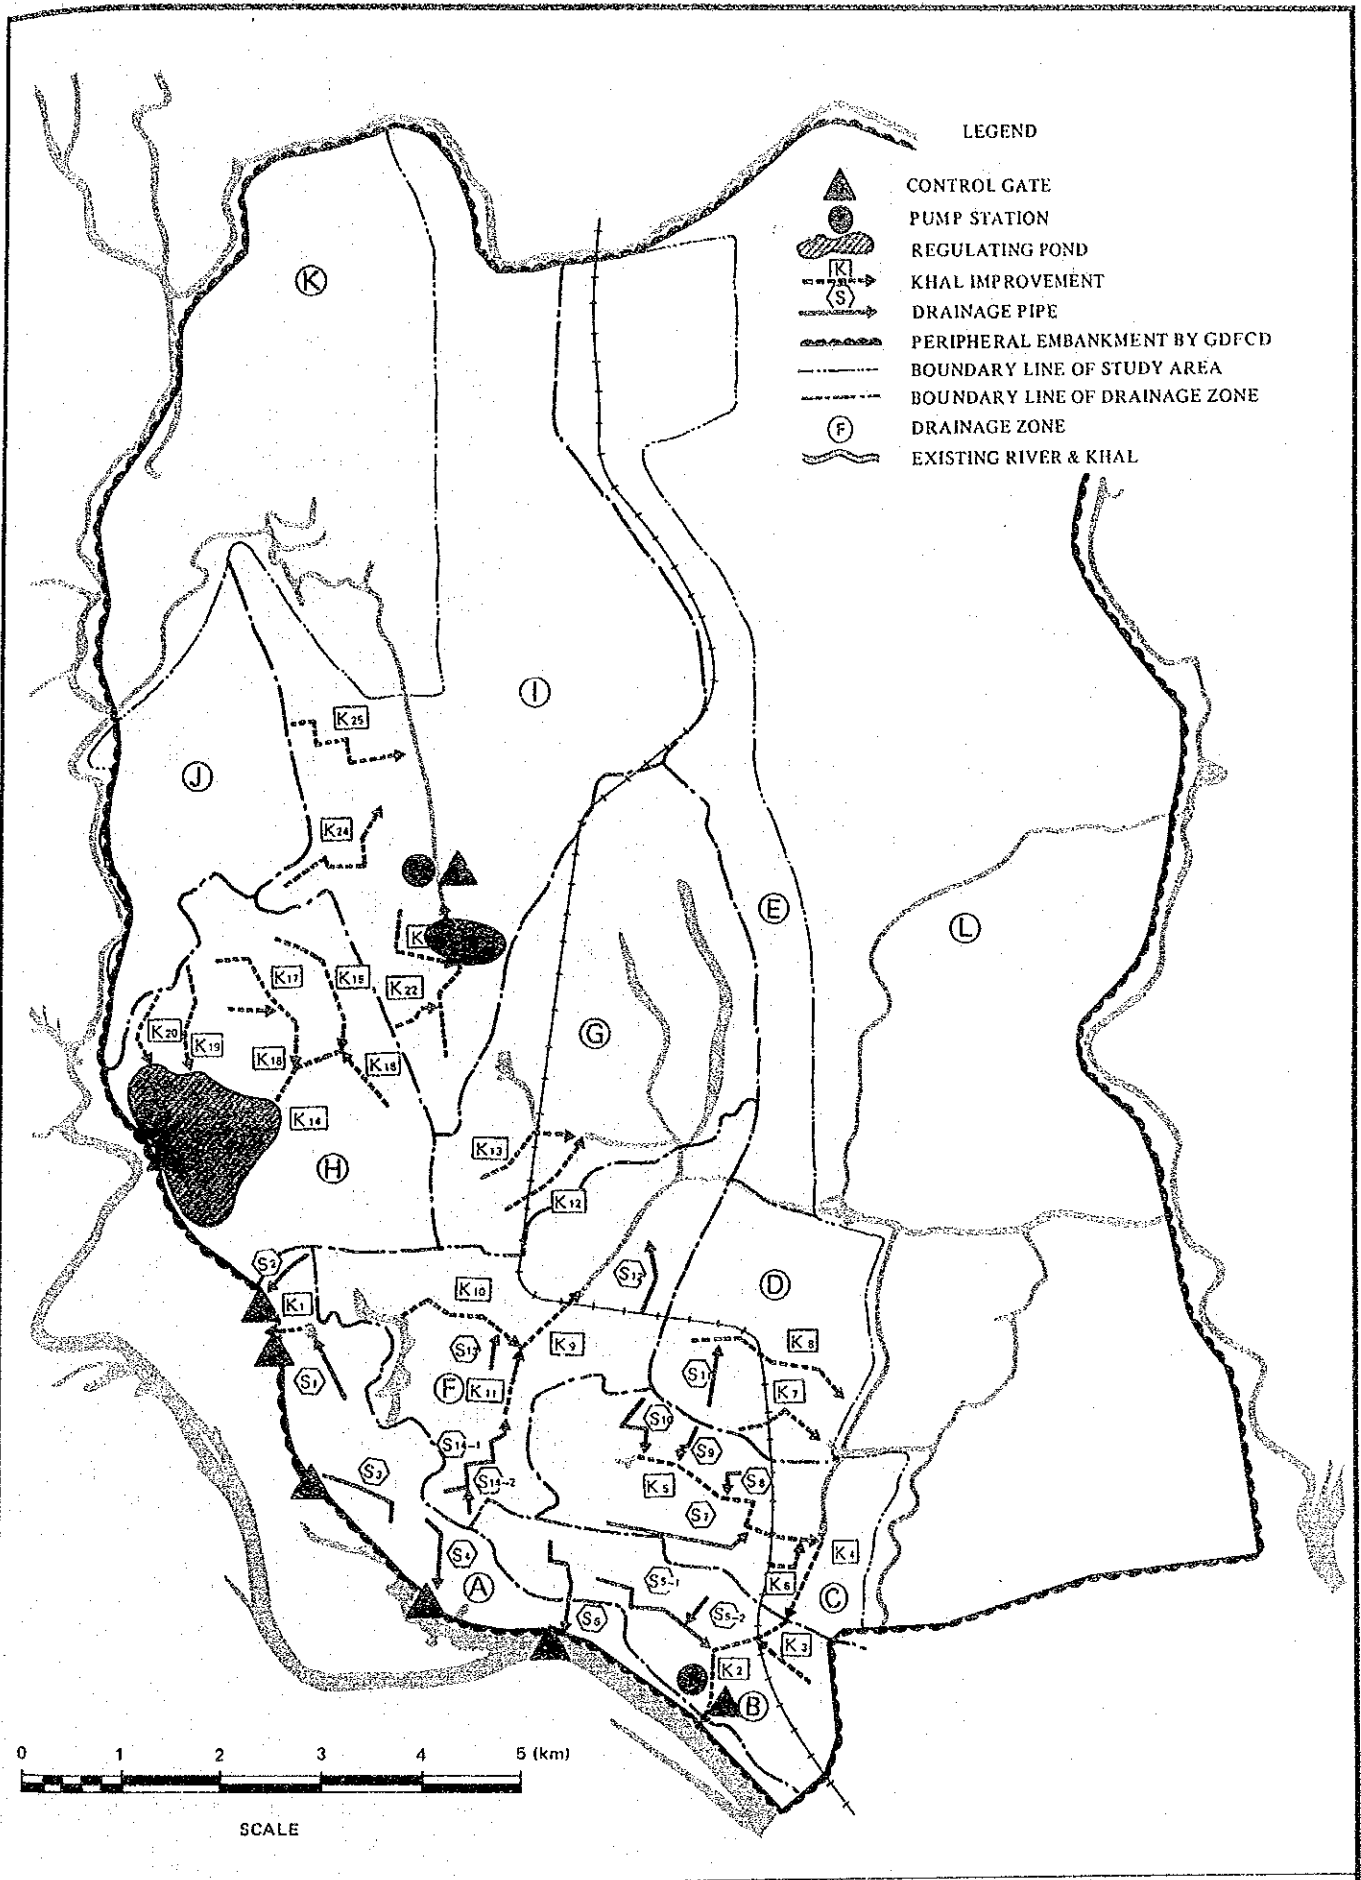 LEGEND
CONTROL GATE
PUMP STATION
REGULATING POND
K
KHAL IMPROVEMENT
S
DRAINAGE PIPE
PERIPHERAL EMBANKMENT BY GDFCD
BOUNDARY LINE OF STUDY AREA
BOUNDARY LINE OF DRAINAGE ZONE
F
DRAINAGE ZONE
EXISTING RIVER & KHAL
K
I
K25
J
K24
E
L
K
K17
K15
K22
K20
K19
G
K18
K16
K14
K13
H
K12
S2
S12
D
K1
K10
K9
K8
S13
S1
F
K11
S11
K7
S10
S14-1
S9
S3
S14-2
K5
S8
S7
S4
K4
S5-1
A
K6
C
S5
S5-2
K3
K2
B
0 1 2 3 4 5 (km)
SCALE